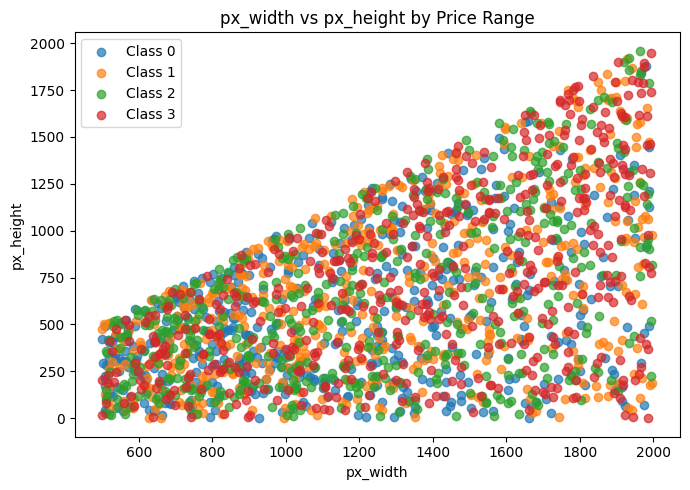 px_width vs px_height by Price Range
Class 0
Class 1
Class 2
Class 3
2000
1750
1500
1250
1000
750
500
250
0
px_height
600 800 1000 1200 1400 1600 1800 2000
px_width